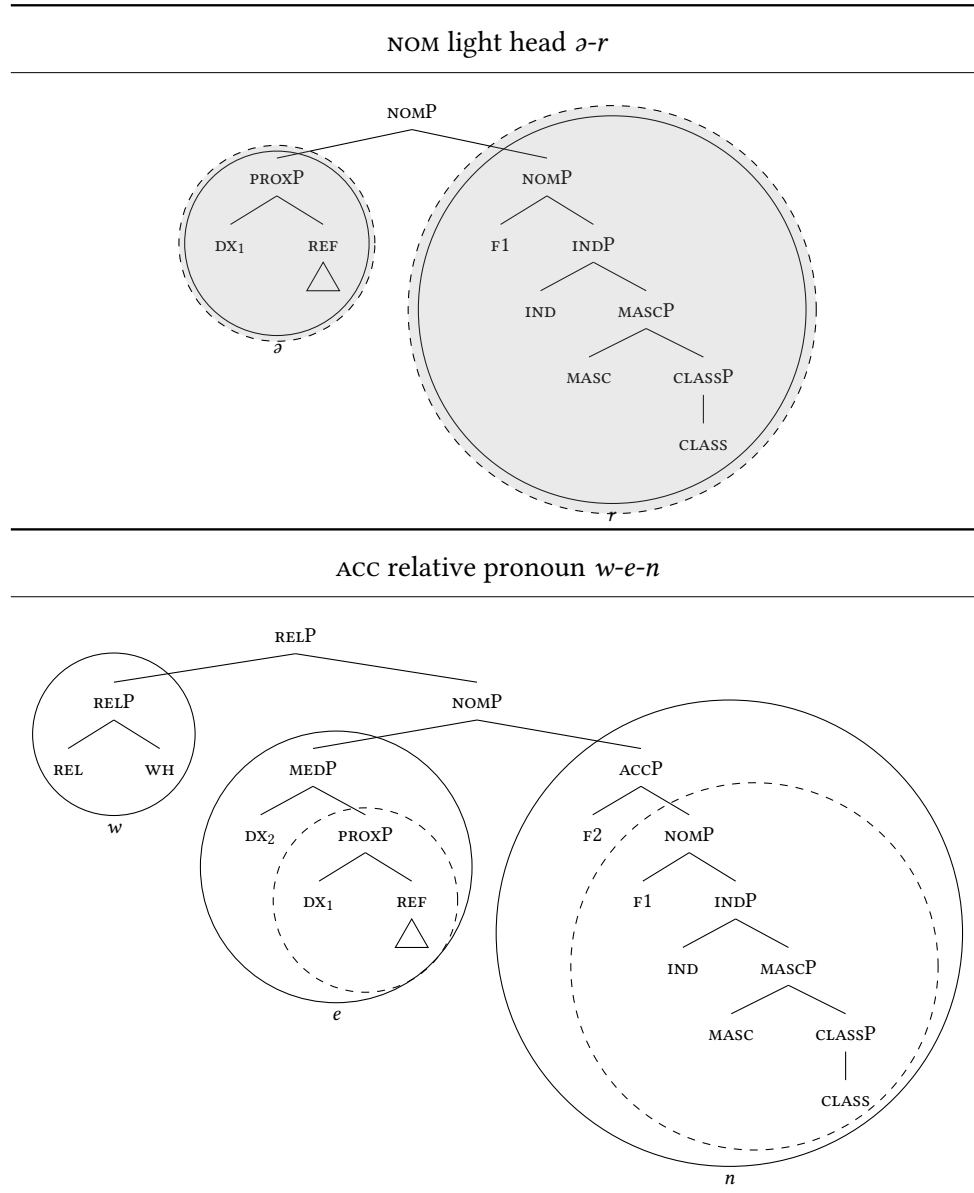 NOM light head ə-r
NOMP
PROXP NOMP
DX1 REF F1 INDP
IND MASCP
ə
MASC CLASSP
CLASS
r
ACC relative pronoun w-e-n
RELP
RELP NOMP
REL WH MEDP ACCP
w
DX2 PROXP F2 NOMP
DX1 REF F1 INDP
IND MASCP
e
MASC CLASSP
CLASS
n